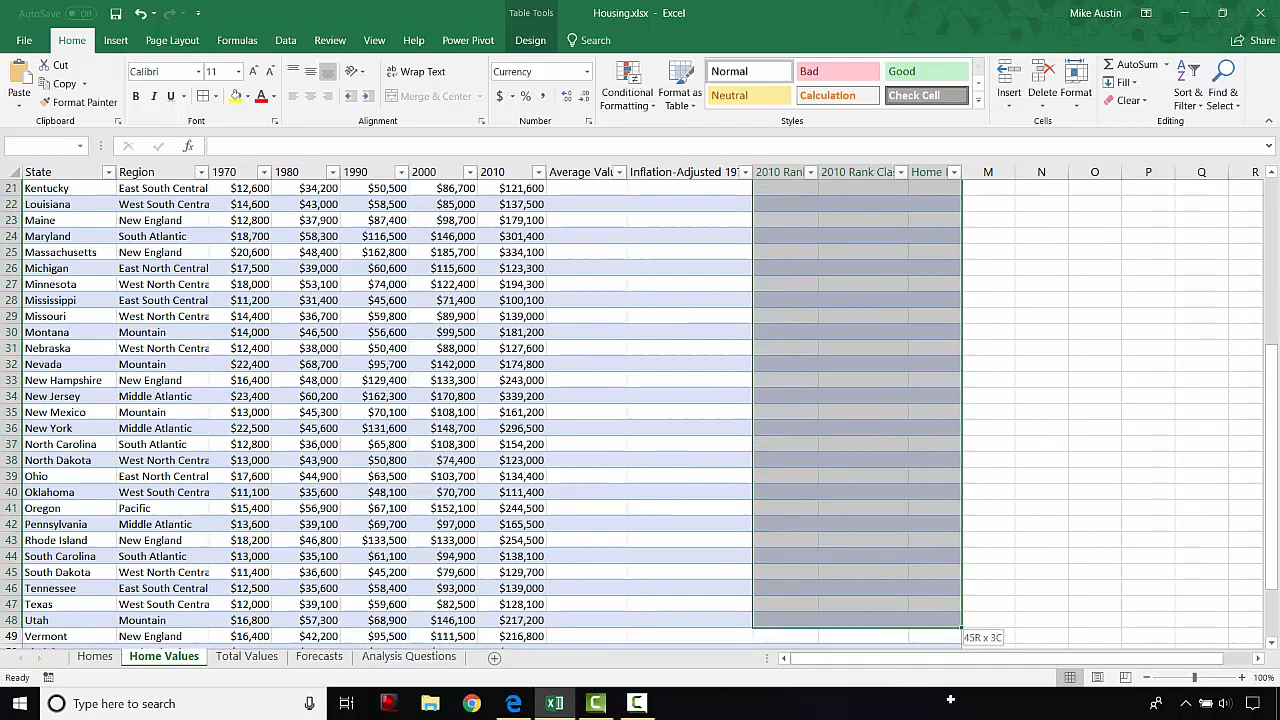 AutoSave Off Table Tools Housing.xlsx - Excel Mike Austin
File Home Insert Page Layout Formulas Data Review View Help Power Pivot Design Search Share
Paste Cut Copy Format Painter Clipboard
Calibri 11 A A B I U A Font
Wrap Text Merge & Center Alignment
Currency $ % , Number
Conditional Formatting Format as Table Normal Bad Good Neutral Calculation Check Cell Styles
Insert Delete Format Cells
AutoSum Fill Clear Sort & Filter Find & Select Editing
fx
State Region 1970 1980 1990 2000 2010 Average Valu Inflation-Adjusted 197 2010 Rank 2010 Rank Clas Home M N O P Q R
21 Kentucky East South Central $12,600 $34,200 $50,500 $86,700 $121,600
22 Louisiana West South Centra $14,600 $43,000 $58,500 $85,000 $137,500
23 Maine New England $12,800 $37,900 $87,400 $98,700 $179,100
24 Maryland South Atlantic $18,700 $58,300 $116,500 $146,000 $301,400
25 Massachusetts New England $20,600 $48,400 $162,800 $185,700 $334,100
26 Michigan East North Central $17,500 $39,000 $60,600 $115,600 $123,300
27 Minnesota West North Centra $18,000 $53,100 $74,000 $122,400 $194,300
28 Mississippi East South Central $11,200 $31,400 $45,600 $71,400 $100,100
29 Missouri West North Centra $14,400 $36,700 $59,800 $89,900 $139,000
30 Montana Mountain $14,000 $46,500 $56,600 $99,500 $181,200
31 Nebraska West North Centra $12,400 $38,000 $50,400 $88,000 $127,600
32 Nevada Mountain $22,400 $68,700 $95,700 $142,000 $174,800
33 New Hampshire New England $16,400 $48,000 $129,400 $133,300 $243,000
34 New Jersey Middle Atlantic $23,400 $60,200 $162,300 $170,800 $339,200
35 New Mexico Mountain $13,000 $45,300 $70,100 $108,100 $161,200
36 New York Middle Atlantic $22,500 $45,600 $131,600 $148,700 $296,500
37 North Carolina South Atlantic $12,800 $36,000 $65,800 $108,300 $154,200
38 North Dakota West North Centra $13,000 $43,900 $50,800 $74,400 $123,000
39 Ohio East North Central $17,600 $44,900 $63,500 $103,700 $134,400
40 Oklahoma West South Centra $11,100 $35,600 $48,100 $70,700 $111,400
41 Oregon Pacific $15,400 $56,900 $67,100 $152,100 $244,500
42 Pennsylvania Middle Atlantic $13,600 $39,100 $69,700 $97,000 $165,500
43 Rhode Island New England $18,200 $46,800 $133,500 $133,000 $254,500
44 South Carolina South Atlantic $13,000 $35,100 $61,100 $94,900 $138,100
45 South Dakota West North Centra $11,400 $36,600 $45,200 $79,600 $129,700
46 Tennessee East South Central $12,500 $35,600 $58,400 $93,000 $139,000
47 Texas West South Centra $12,000 $39,100 $59,600 $82,500 $128,100
48 Utah Mountain $16,800 $57,300 $68,900 $146,100 $217,200
49 Vermont New England $16,400 $42,200 $95,500 $111,500 $216,800
45R x 3C
Homes Home Values Total Values Forecasts Analysis Questions
Ready 100%
Type here to search